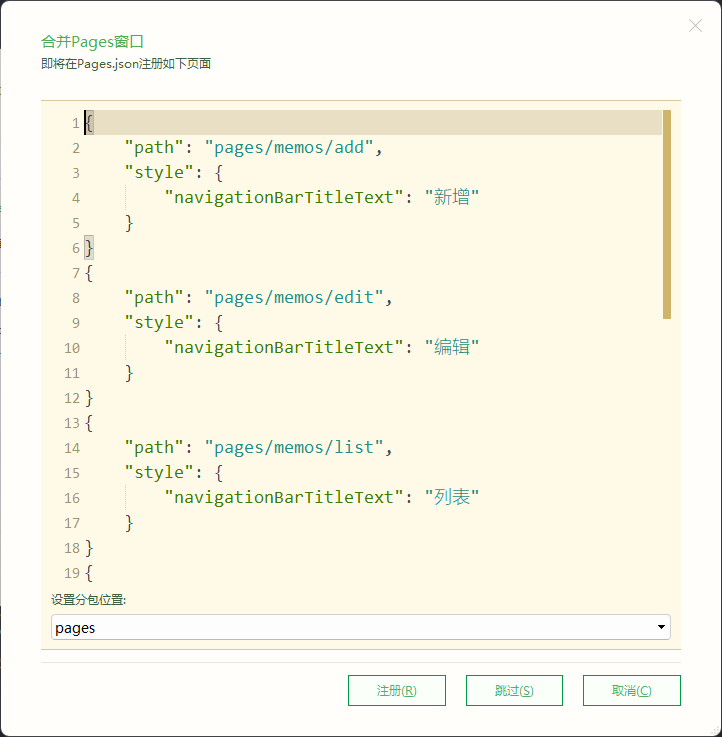 合并Pages窗口
即将在Pages.json注册如下页面
1 {
2     "path": "pages/memos/add",
3     "style": {
4         "navigationBarTitleText": "新增"
5     }
6 }
7 {
8     "path": "pages/memos/edit",
9     "style": {
10         "navigationBarTitleText": "编辑"
11     }
12 }
13 {
14     "path": "pages/memos/list",
15     "style": {
16         "navigationBarTitleText": "列表"
17     }
18 }
19 {
设置分包位置:
pages
注册(R) 跳过(S) 取消(C)